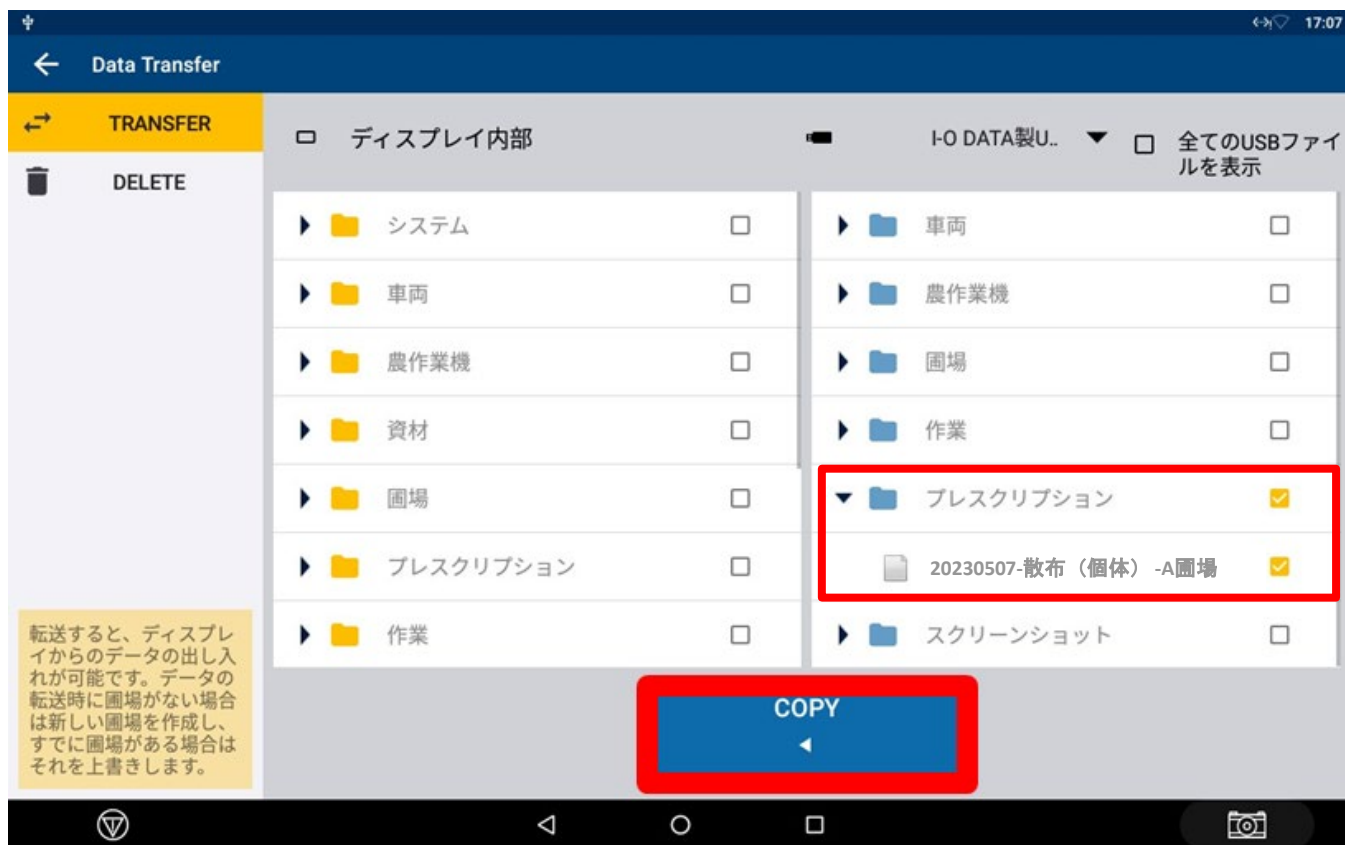 17:07
Data Transfer
TRANSFER
DELETE
ディスプレイ内部
I-O DATA製U..
全てのUSBファイ
ルを表示
システム
車両
農作業機
資材
圃場
プレスクリプション
作業
車両
農作業機
圃場
作業
プレスクリプション
20230507-散布（個体）-A圃場
スクリーンショット
転送すると、ディスプレ
イからのデータの出し入
れが可能です。データの
転送時に圃場がない場合
は新しい圃場を作成し、
すでに圃場がある場合は
それを上書きします。
COPY